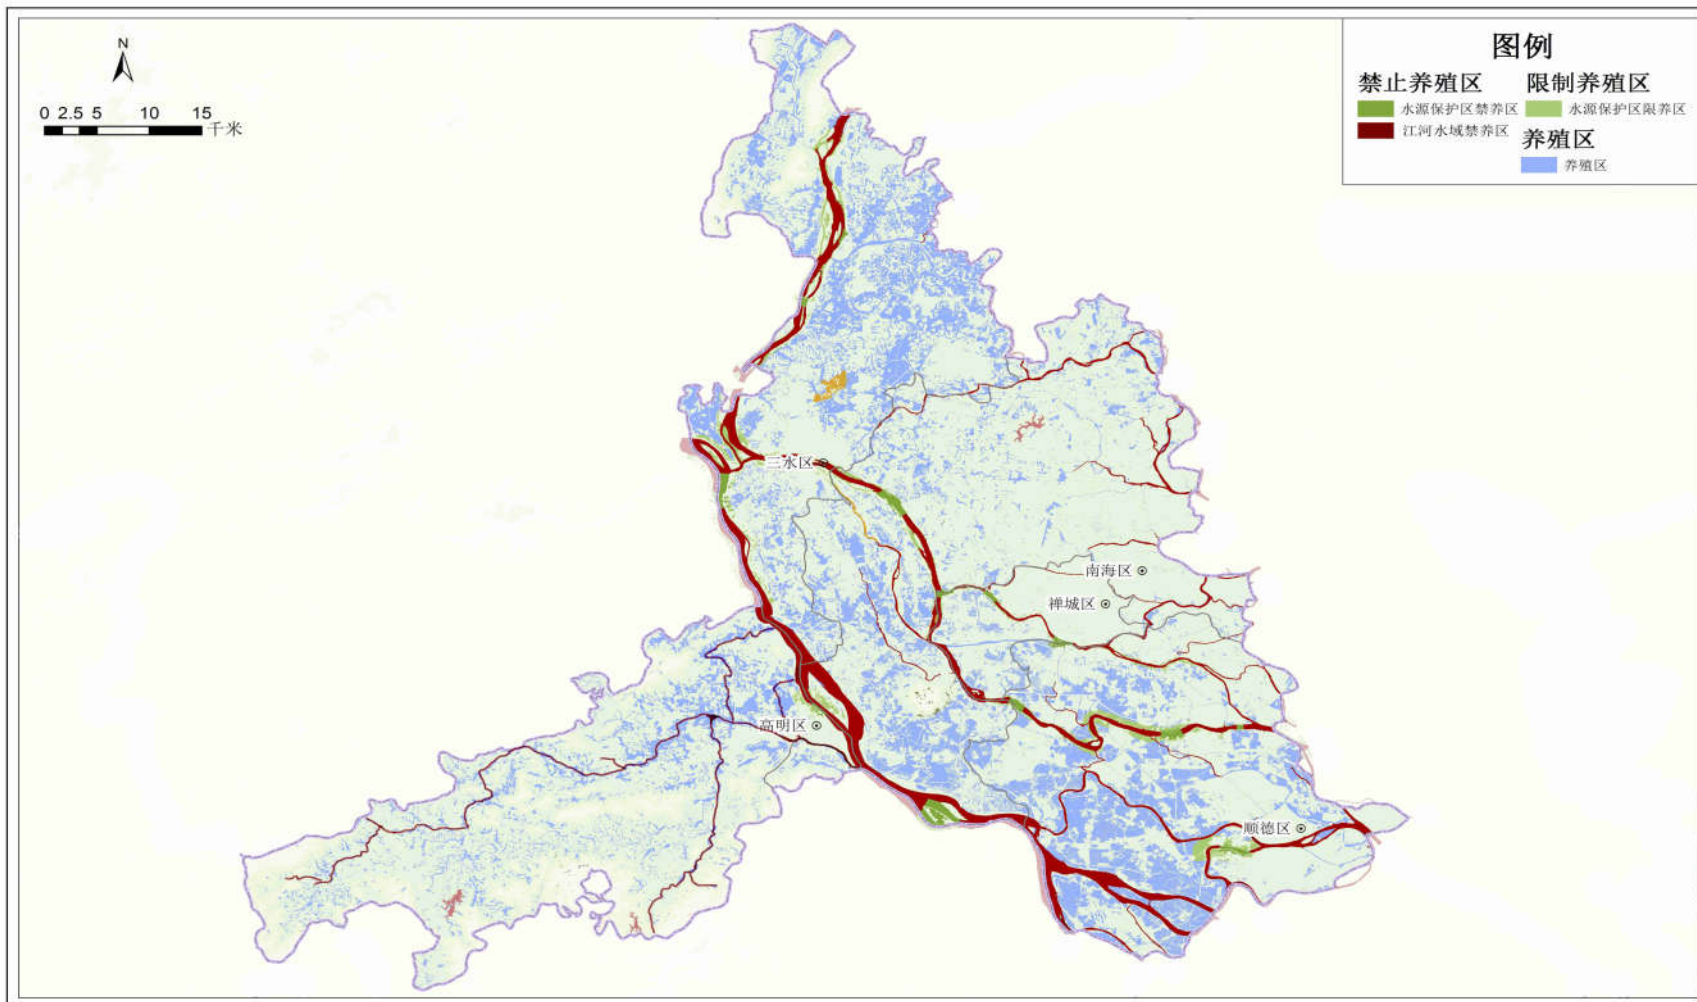 N
0 2.5 5 10 15
千米
图例
禁止养殖区 限制养殖区
水源保护区禁养区 水源保护区限养区
江河水域禁养区
养殖区
养殖区
三水区
南海区
禅城区
高明区
顺德区